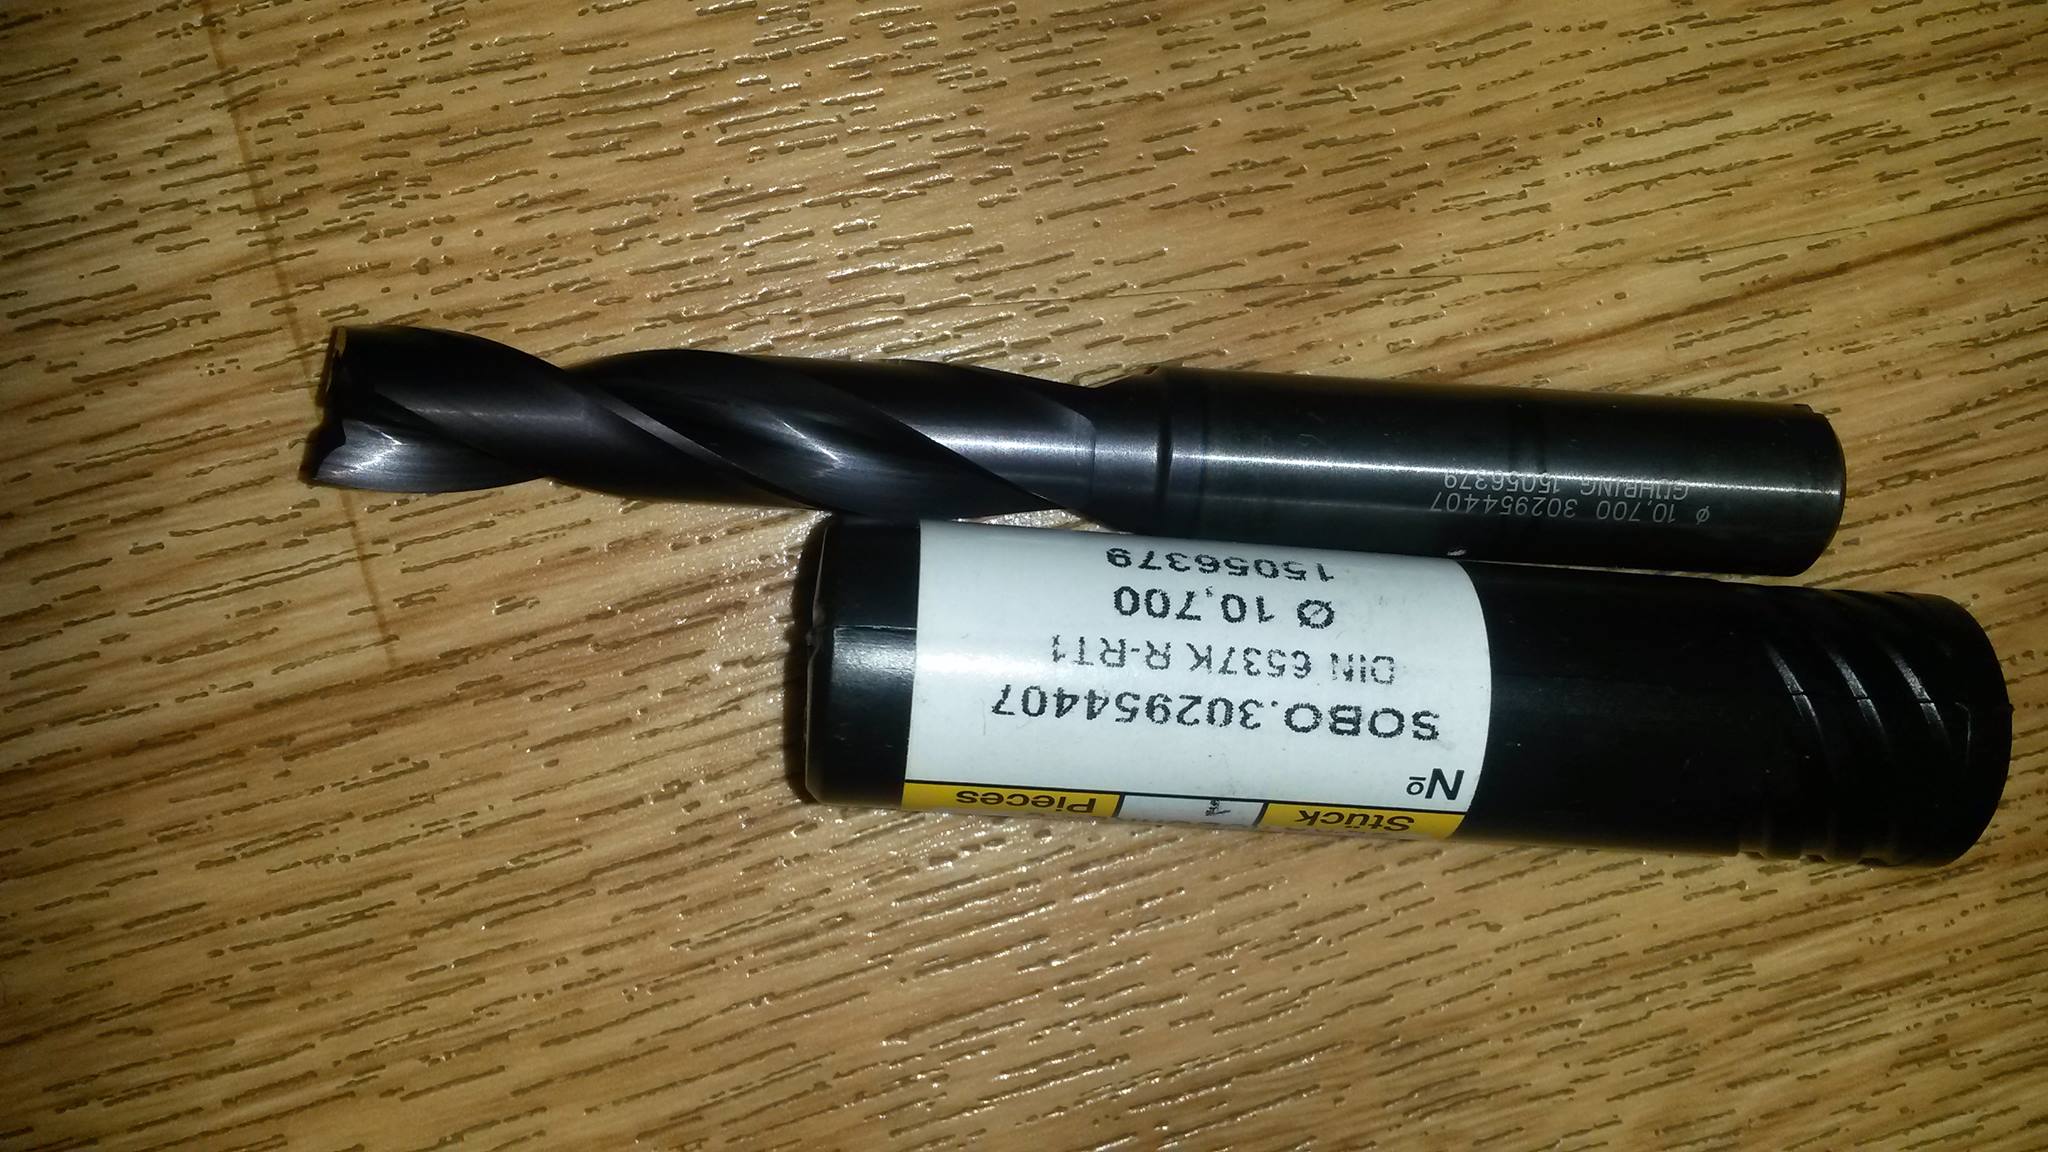 Ø 10,700 302954407
GÜHRING 15056379
Stück
Pieces
Nº
SOBO.302954407
DIN 6537K R-RT1
Ø 10,700
15056379